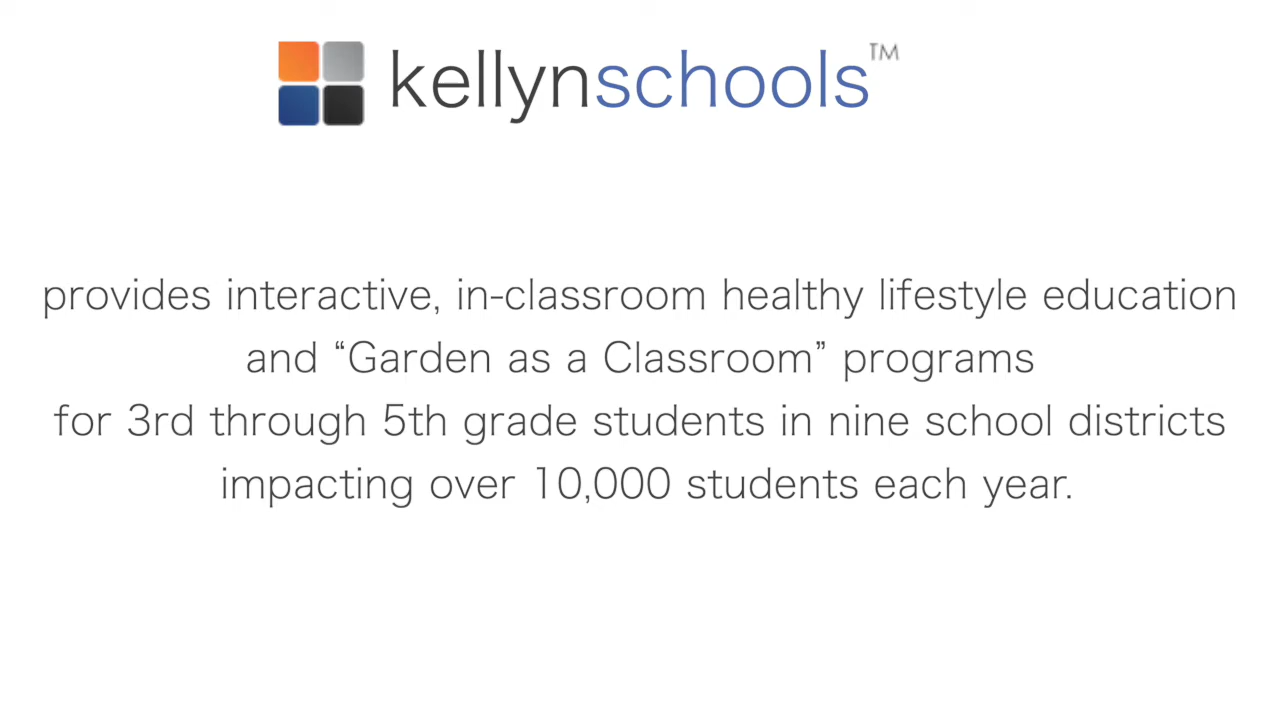 kellynschools™
provides interactive, in-classroom healthy lifestyle education
and “Garden as a Classroom” programs
for 3rd through 5th grade students in nine school districts
impacting over 10,000 students each year.